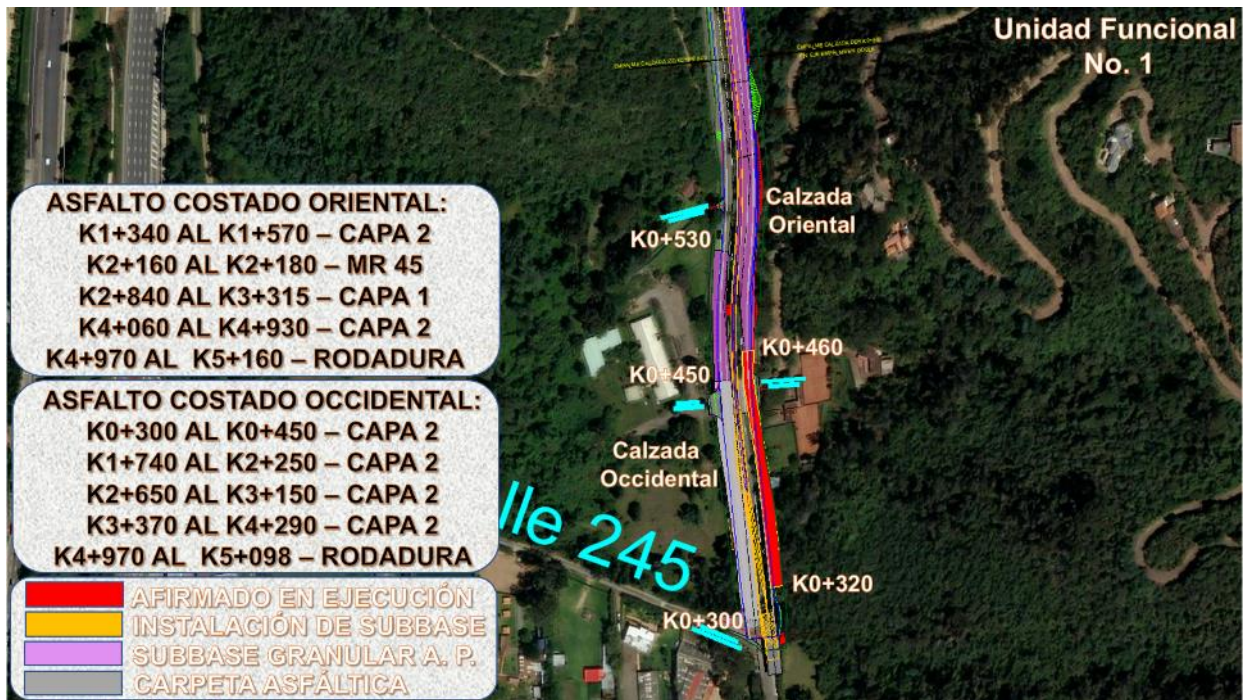 Unidad Funcional
No. 1
ASFALTO COSTADO ORIENTAL:
K1+340 AL K1+570 – CAPA 2
K2+160 AL K2+180 – MR 45
K2+840 AL K3+315 – CAPA 1
K4+060 AL K4+930 – CAPA 2
K4+970 AL K5+160 – RODADURA
ASFALTO COSTADO OCCIDENTAL:
K0+300 AL K0+450 – CAPA 2
K1+740 AL K2+250 – CAPA 2
K2+650 AL K3+150 – CAPA 2
K3+370 AL K4+290 – CAPA 2
K4+970 AL K5+098 – RODADURA
AFIRMADO EN EJECUCIÓN
INSTALACIÓN DE SUBBASE
SUBBASE GRANULAR A. P.
CARPETA ASFÁLTICA
Calzada
Oriental
K0+530
K0+460
K0+450
Calzada
Occidental
lle 245
K0+320
K0+300